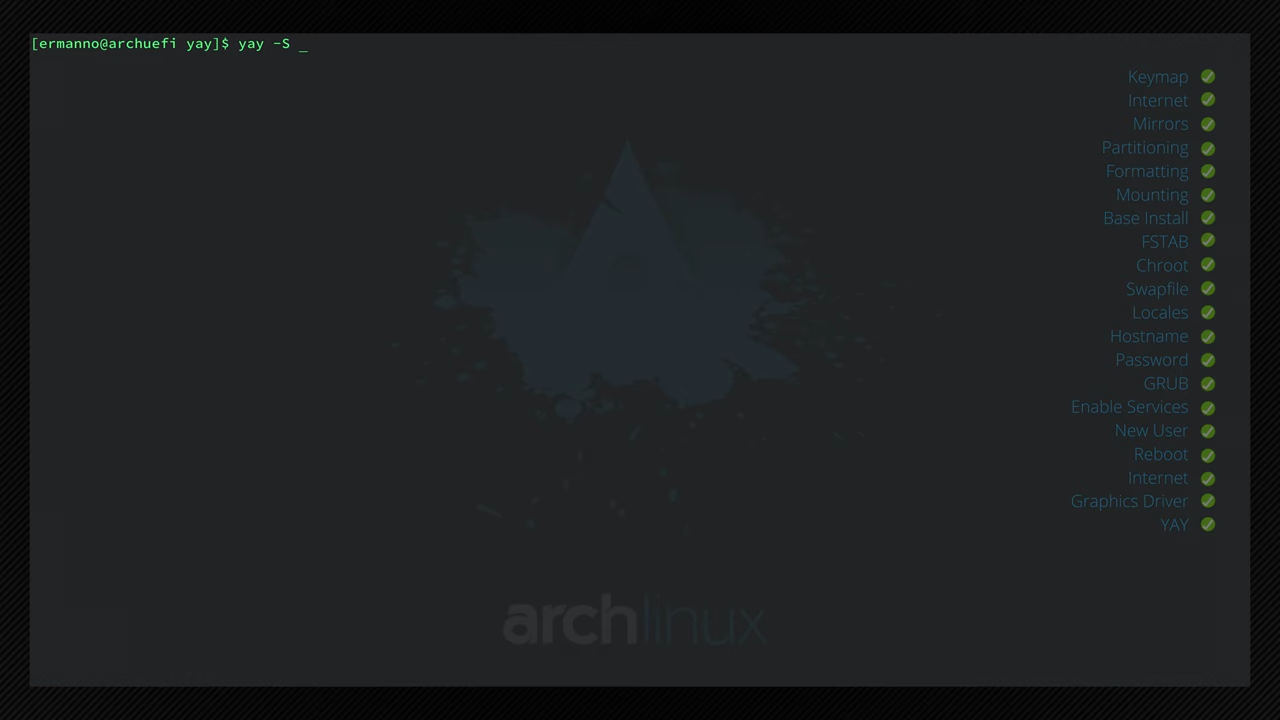 [ermanno@archuefi yay]$ yay -S _
Keymap
Internet
Mirrors
Partitioning
Formatting
Mounting
Base Install
FSTAB
Chroot
Swapfile
Locales
Hostname
Password
GRUB
Enable Services
New User
Reboot
Internet
Graphics Driver
YAY
archlinux